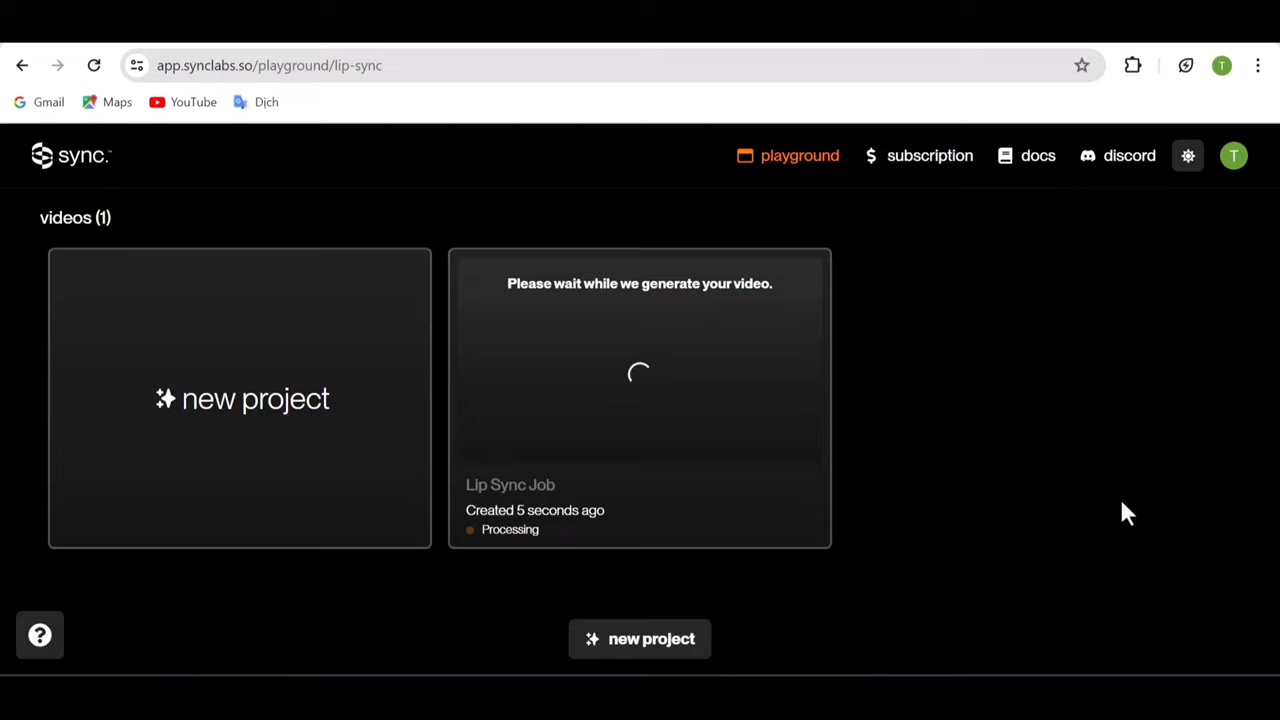 app.synclabs.so/playground/lip-sync
T
Gmail
Maps
YouTube
Dịch
sync.™
playground
subscription
docs
discord
T
videos (1)
new project
Please wait while we generate your video.
Lip Sync Job
Created 5 seconds ago
Processing
?
new project